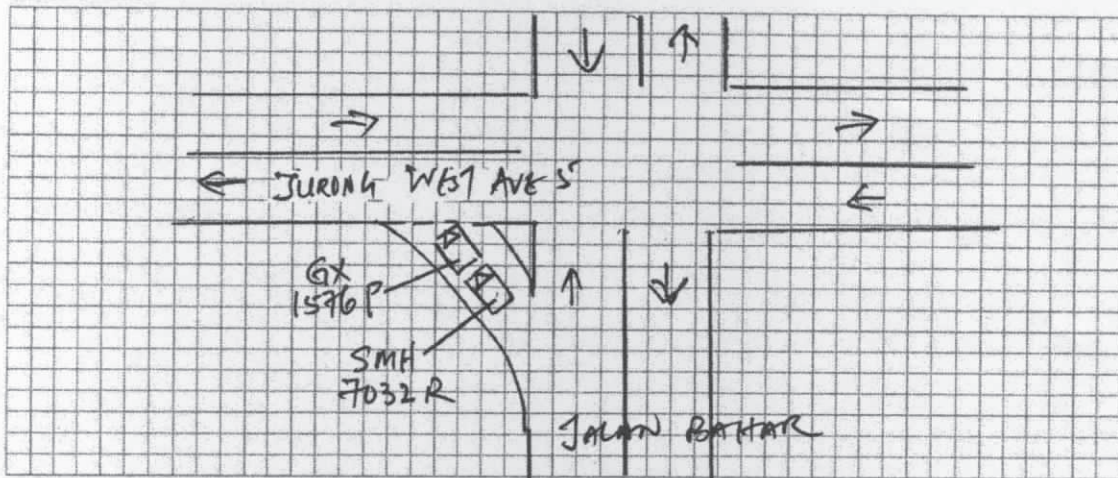 JURONG WEST AVE 5
GX
1576 P
SMH
7032 R
JALAN BAHAR